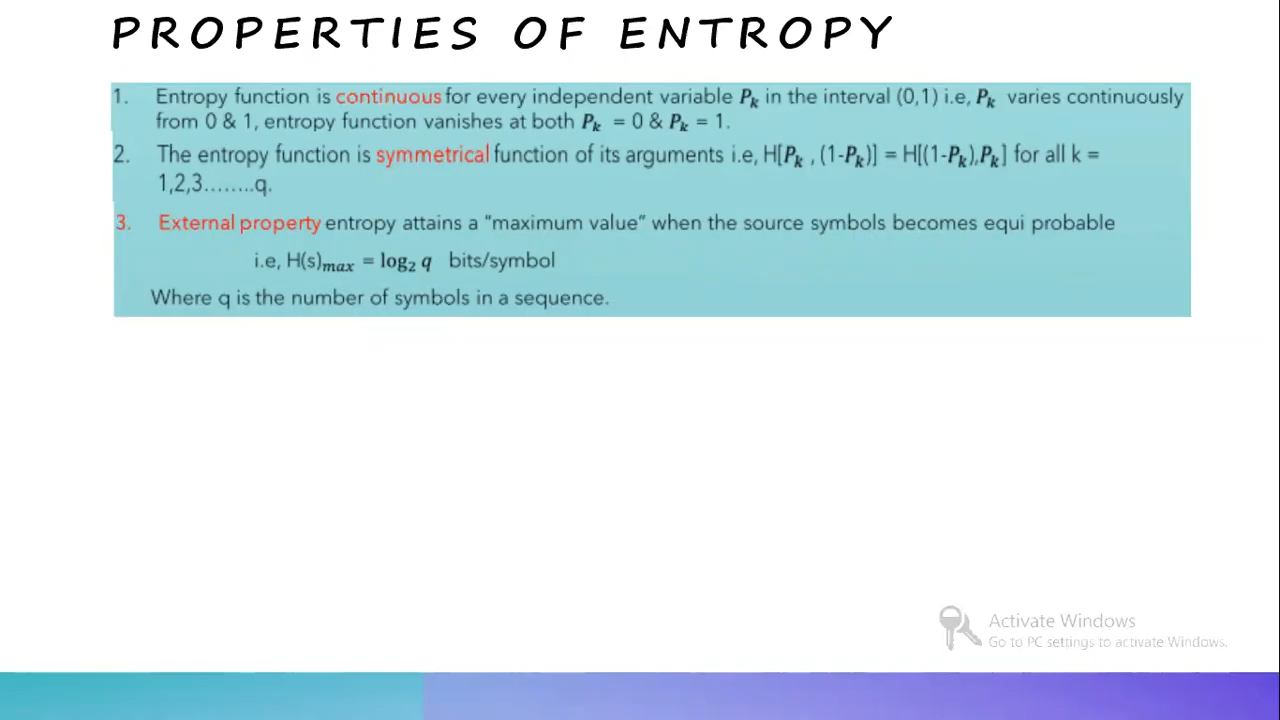 PROPERTIES OF ENTROPY
1. Entropy function is continuous for every independent variable Pₖ in the interval (0,1) i.e, Pₖ varies continuously
from 0 & 1, entropy function vanishes at both Pₖ = 0 & Pₖ = 1.
2. The entropy function is symmetrical function of its arguments i.e, H[Pₖ , (1-Pₖ)] = H[(1-Pₖ),Pₖ] for all k =
1,2,3........q.
3. External property entropy attains a "maximum value" when the source symbols becomes equi probable
i.e, H(s)ₘₐₓ = log₂ q bits/symbol
Where q is the number of symbols in a sequence.
Activate Windows
Go to PC settings to activate Windows.